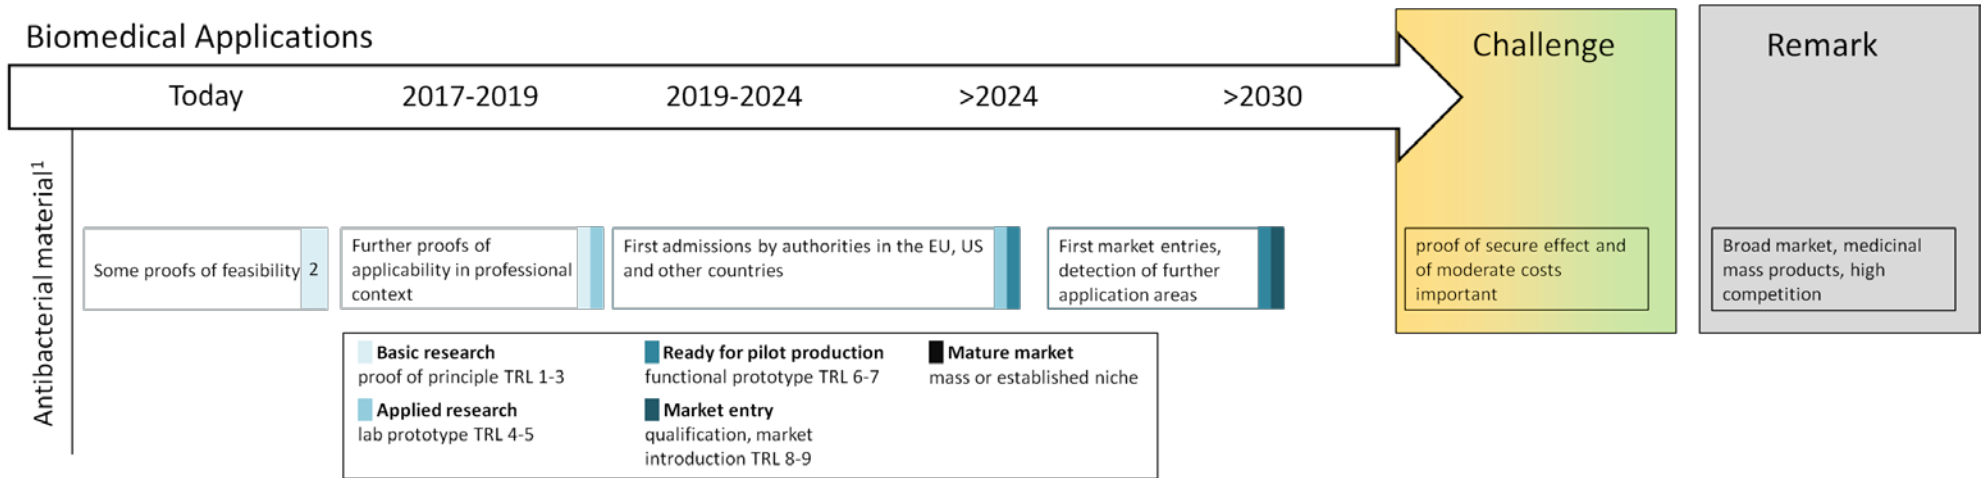 Biomedical Applications
Today
2017-2019
2019-2024
>2024
>2030
Challenge
Remark
Antibacterial material1
Some proofs of feasibility
2
Further proofs of
applicability in professional
context
First admissions by authorities in the EU, US
and other countries
First market entries,
detection of further
application areas
proof of secure effect and
of moderate costs
important
Broad market, medicinal
mass products, high
competition
Basic research
proof of principle TRL 1-3
Applied research
lab prototype TRL 4-5
Ready for pilot production
functional prototype TRL 6-7
Market entry
qualification, market
introduction TRL 8-9
Mature market
mass or established niche